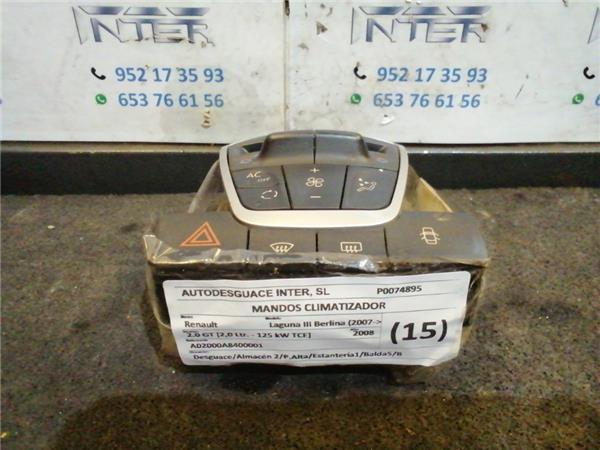 INTER
INTER
952 17 35 93
653 76 61 56
952 17 35 93
653 76 61 56
AC
OFF
+
−
AUTODESGUACE INTER, SL P0074895
MANDOS CLIMATIZADOR
Renault Laguna III Berlina (2007->
2.0 GT [2,0 Ltr. - 125 kW TCE] 2008
(15)
A02000A8400001
Desguace/Almacén 2/P.Alta/Estanteria1/Balda5/B